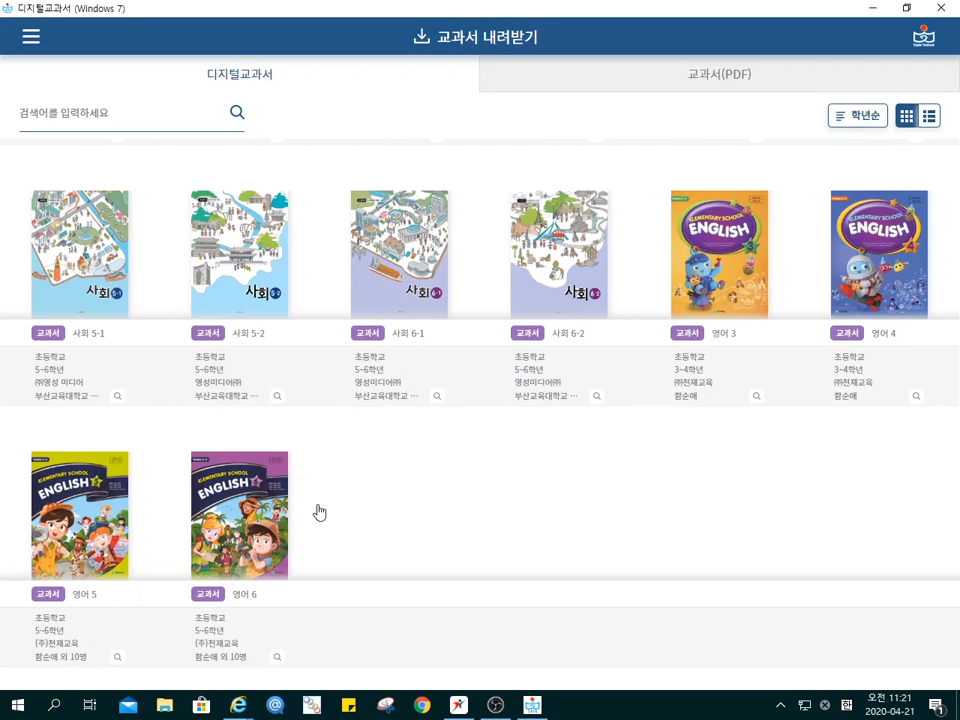 디지털교과서 (Windows 7)
교과서 내려받기
디지털교과서
교과서(PDF)
검색어를 입력하세요
학년순
사회 5-1
사회 5-2
사회 6-1
사회 6-2
ELEMENTARY SCHOOL
ENGLISH 3
ELEMENTARY SCHOOL
ENGLISH 4
교과서 사회 5-1
교과서 사회 5-2
교과서 사회 6-1
교과서 사회 6-2
교과서 영어 3
교과서 영어 4
초등학교
5~6학년
㈜영성 미디어
부산교육대학교 ···
초등학교
5~6학년
영성미디어㈜
부산교육대학교 ···
초등학교
5~6학년
영성미디어㈜
부산교육대학교 ···
초등학교
5~6학년
영성미디어㈜
부산교육대학교 ···
초등학교
3~4학년
㈜천재교육
함순애
초등학교
3~4학년
㈜천재교육
함순애
ELEMENTARY SCHOOL
ENGLISH 5
ELEMENTARY SCHOOL
ENGLISH 6
교과서 영어 5
교과서 영어 6
초등학교
5~6학년
(주)천재교육
함순애 외 10명
초등학교
5~6학년
(주)천재교육
함순애 외 10명
오전 11:21
2020-04-21